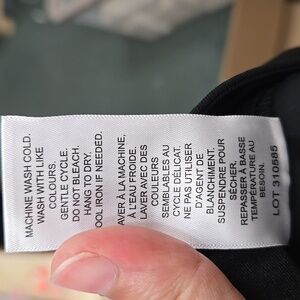 MACHINE WASH COLD.
WASH WITH LIKE
COLOURS.
GENTLE CYCLE.
DO NOT BLEACH.
HANG TO DRY.
OOL IRON IF NEEDED.
AVER À LA MACHINE,
À L'EAU FROIDE.
LAVER AVEC DES
COULEURS
SEMBLABLES AU
CYCLE DÉLICAT.
NE PAS UTILISER
D'AGENT DE
BLANCHIMENT.
SUSPENDRE POUR
SÉCHER.
REPASSER À BASSE
TEMPÉRATURE AU
BESOIN.
LOT 310585